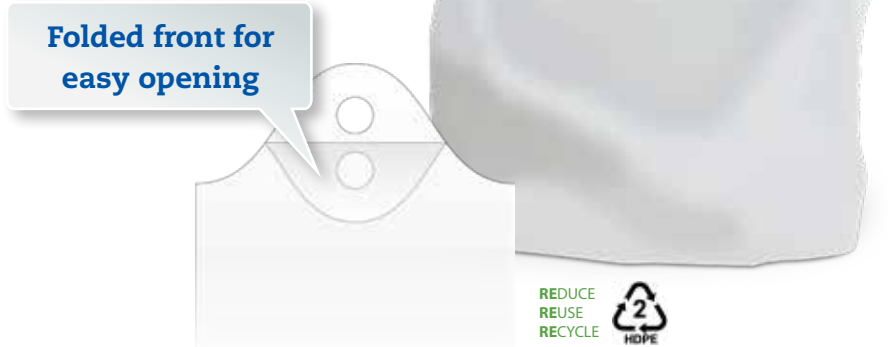 Folded front for
easy opening
REDUCE
REUSE
RECYCLE
2
HDPE